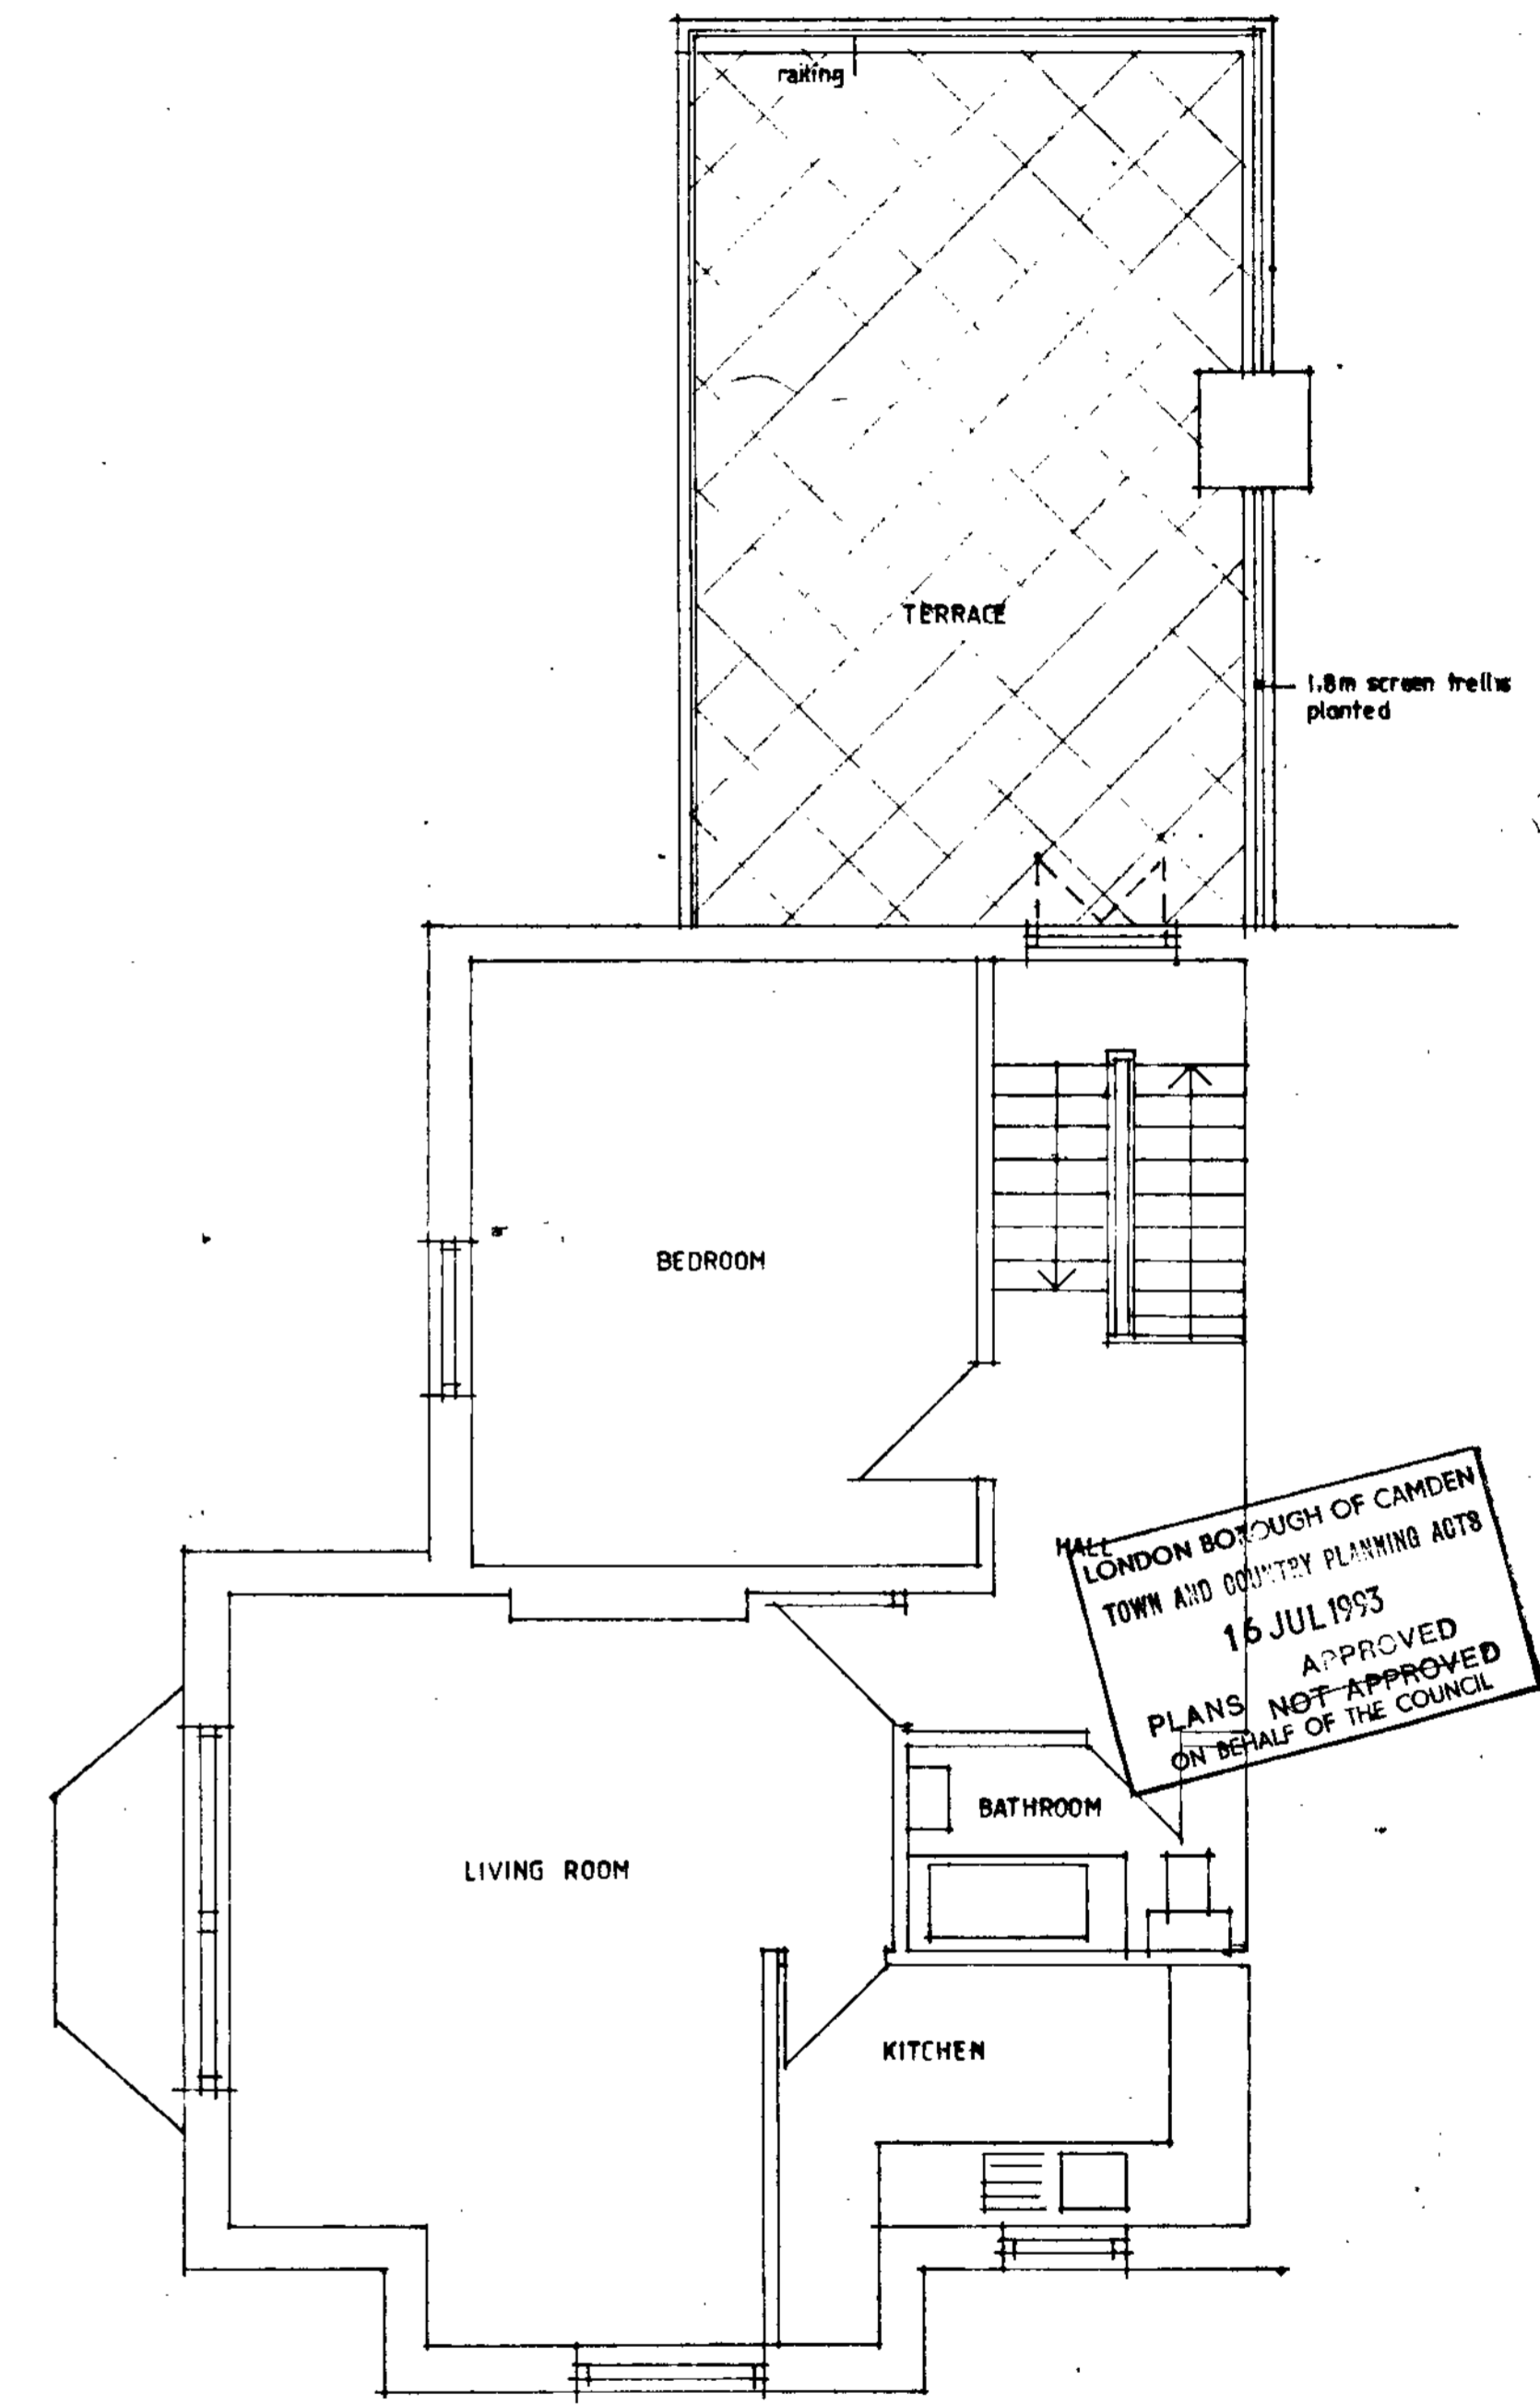 railing
TERRACE
1.8m screen trellis
planted
BEDROOM
HALL
LONDON BOROUGH OF CAMDEN
TOWN AND COUNTRY PLANNING ACTS
16 JUL 1993
APPROVED
PLANS NOT APPROVED
ON BEHALF OF THE COUNCIL
BATHROOM
LIVING ROOM
KITCHEN